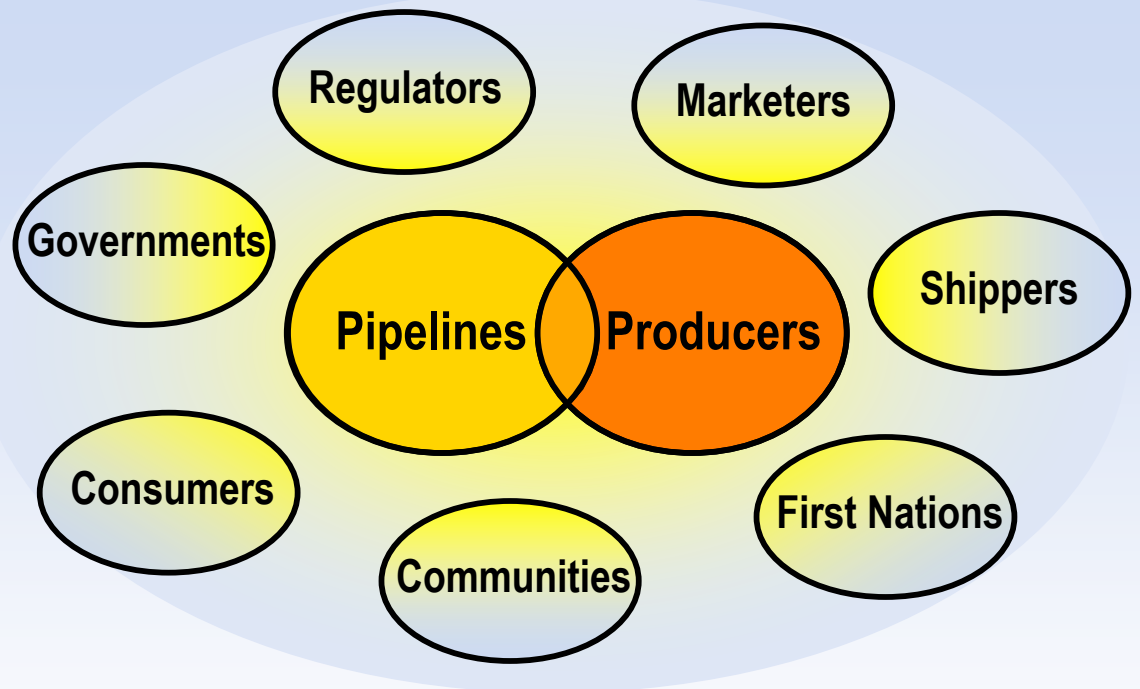 Regulators
Marketers
Governments
Shippers
Pipelines
Producers
Consumers
First Nations
Communities